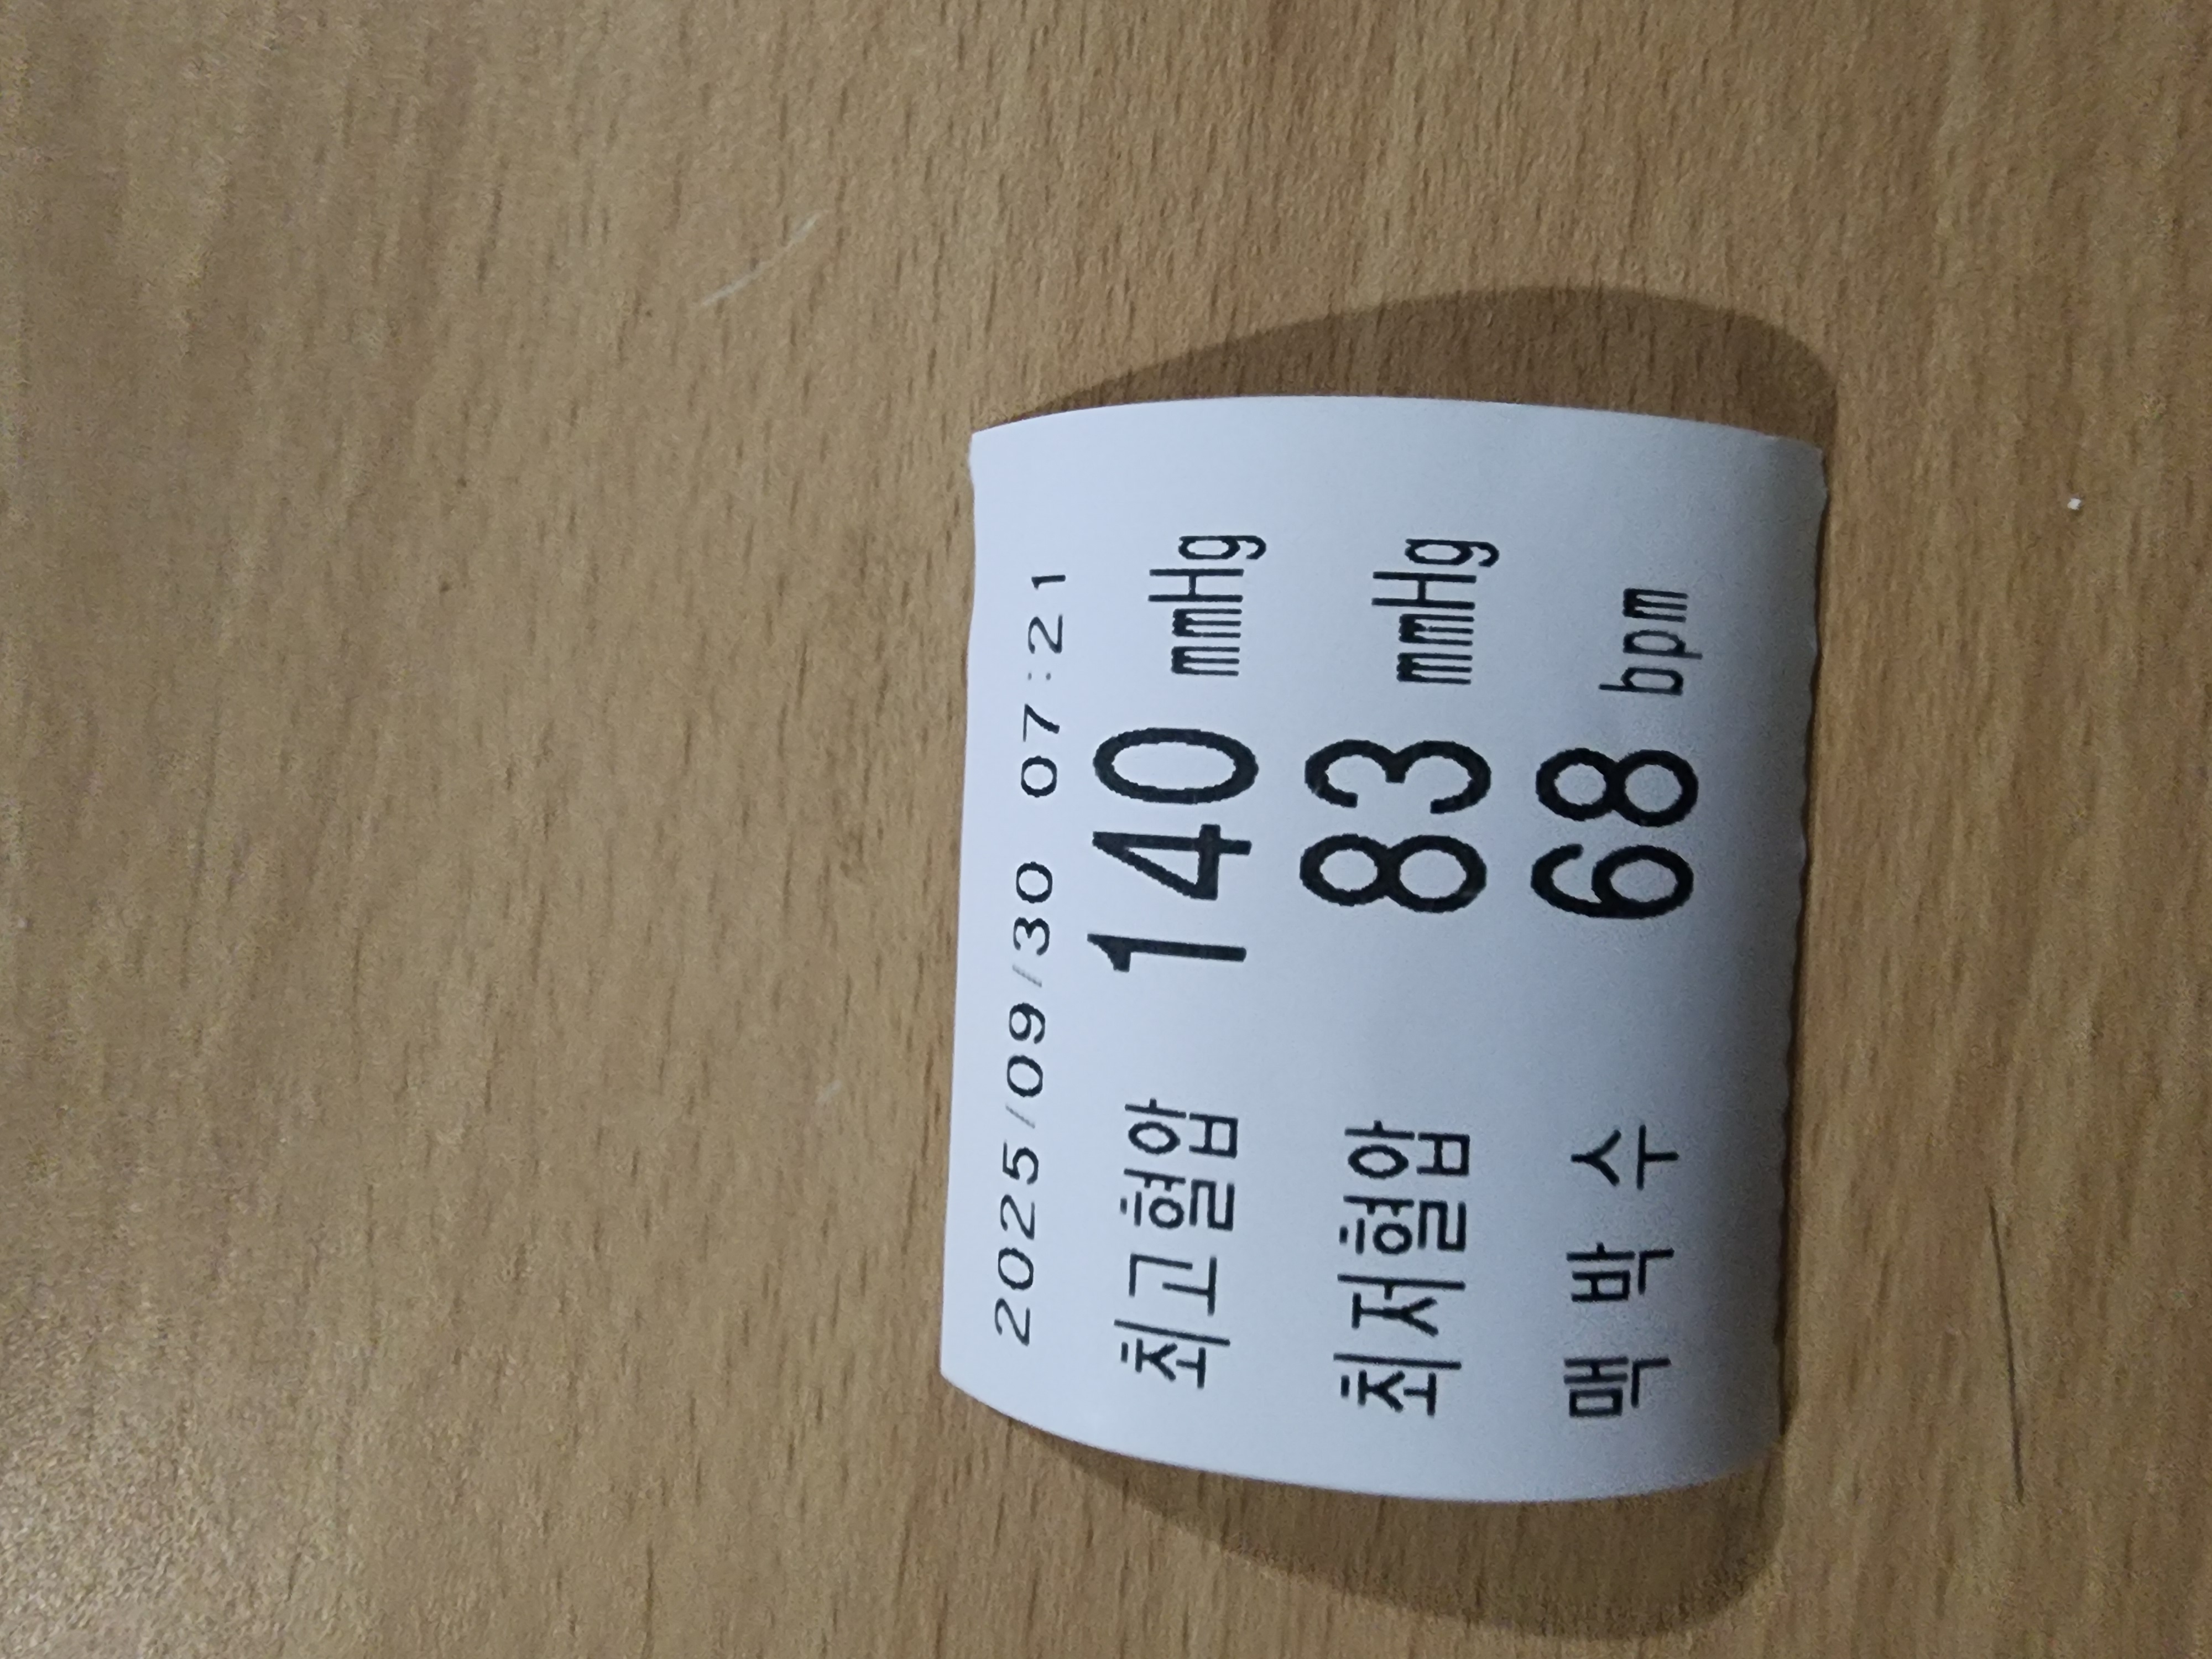 2025/09/30 07:21
최고혈압 140 mmHg
최저혈압 83 mmHg
맥 박 수 68 bpm